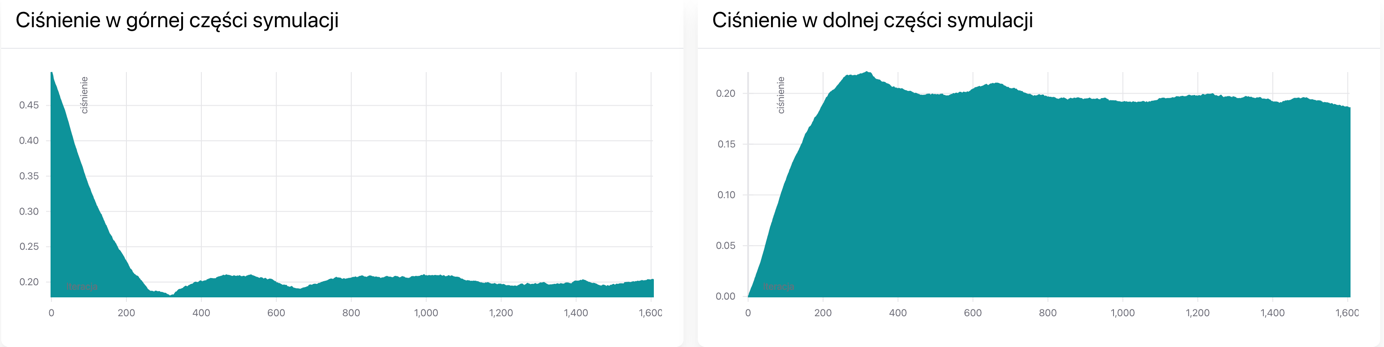 Ciśnienie w górnej części symulacji
ciśnienie
0.45
0.40
0.35
0.30
0.25
0.20
0 200 400 600 800 1,000 1,200 1,400 1,600
Ciśnienie w dolnej części symulacji
ciśnienie
0.20
0.15
0.10
0.05
0.00
0 200 400 600 800 1,000 1,200 1,400 1,600